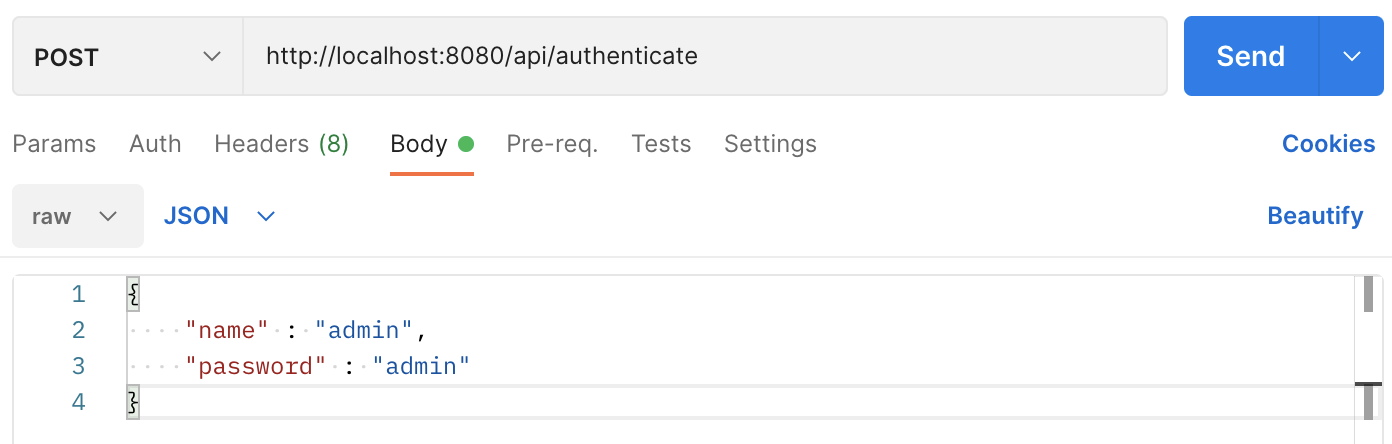 POST http://localhost:8080/api/authenticate Send
Params Auth Headers (8) Body Pre-req. Tests Settings Cookies
raw JSON Beautify
1 {
2 "name" : "admin",
3 "password" : "admin"
4 }